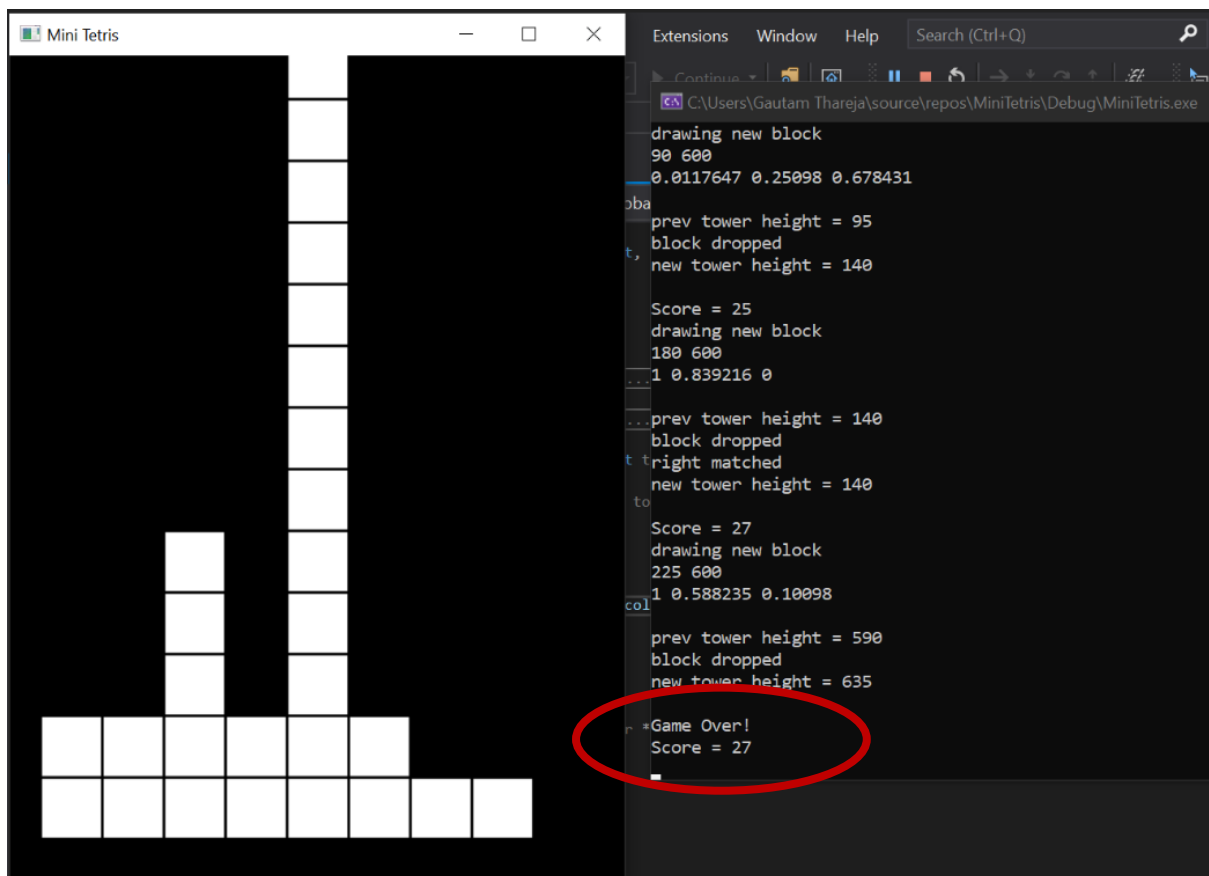 Mini Tetris
Extensions Window Help Search (Ctrl+Q)
Continue
C:\Users\Gautam Thareja\source\repos\MiniTetris\Debug\MiniTetris.exe
drawing new block
90 600
0.0117647 0.25098 0.678431
prev tower height = 95
block dropped
new tower height = 140
Score = 25
drawing new block
180 600
1 0.839216 0
prev tower height = 140
block dropped
right matched
new tower height = 140
Score = 27
drawing new block
225 600
1 0.588235 0.10098
prev tower height = 590
block dropped
new tower height = 635
Game Over!
Score = 27